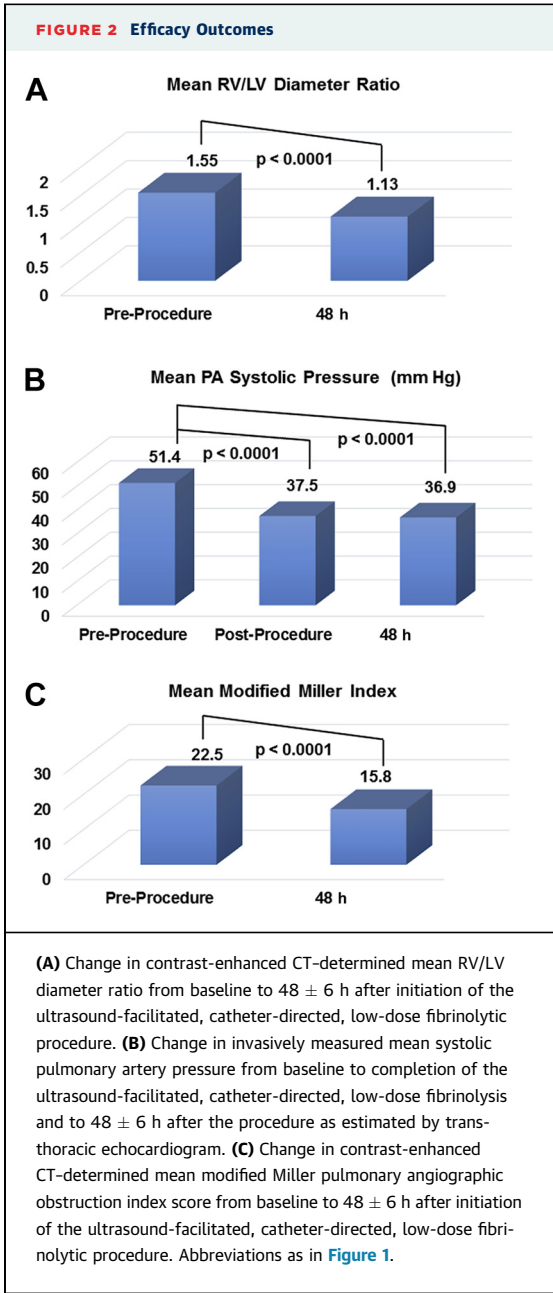 FIGURE 2 Efficacy Outcomes
A
Mean RV/LV Diameter Ratio
p < 0.0001
1.55
1.13
2
1.5
1
0.5
0
Pre-Procedure 48 h
B
Mean PA Systolic Pressure (mm Hg)
p < 0.0001
p < 0.0001
51.4
37.5
36.9
60
50
40
30
20
10
0
Pre-Procedure Post-Procedure 48 h
C
Mean Modified Miller Index
p < 0.0001
22.5
15.8
30
20
10
0
Pre-Procedure 48 h
(A) Change in contrast-enhanced CT-determined mean RV/LV
diameter ratio from baseline to 48 ± 6 h after initiation of the
ultrasound-facilitated, catheter-directed, low-dose fibrinolytic
procedure. (B) Change in invasively measured mean systolic
pulmonary artery pressure from baseline to completion of the
ultrasound-facilitated, catheter-directed, low-dose fibrinolysis
and to 48 ± 6 h after the procedure as estimated by trans-
thoracic echocardiogram. (C) Change in contrast-enhanced
CT-determined mean modified Miller pulmonary angiographic
obstruction index score from baseline to 48 ± 6 h after initiation
of the ultrasound-facilitated, catheter-directed, low-dose fibri-
nolytic procedure. Abbreviations as in Figure 1.